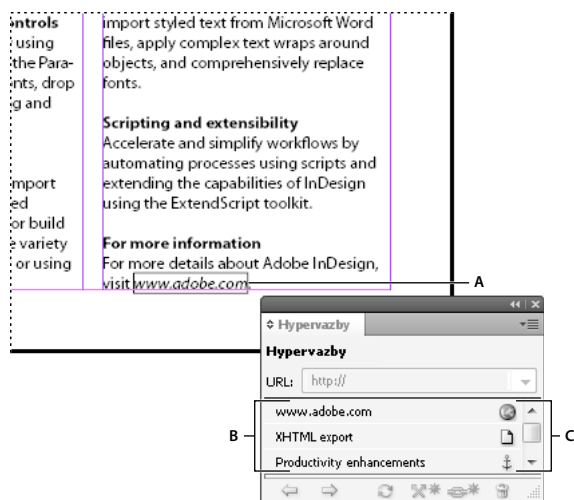 ontrols
using
the Para-
nts, drop
g and
mport
ed
or build
variety
or using
import styled text from Microsoft Word
files, apply complex text wraps around
objects, and comprehensively replace
fonts.
Scripting and extensibility
Accelerate and simplify workflows by
automating processes using scripts and
extending the capabilities of InDesign
using the ExtendScript toolkit.
For more information
For more details about Adobe InDesign,
visit www.adobe.com.
A
Hypervazby
Hypervazby
URL: http://
www.adobe.com
XHTML export
Productivity enhancements
B
C